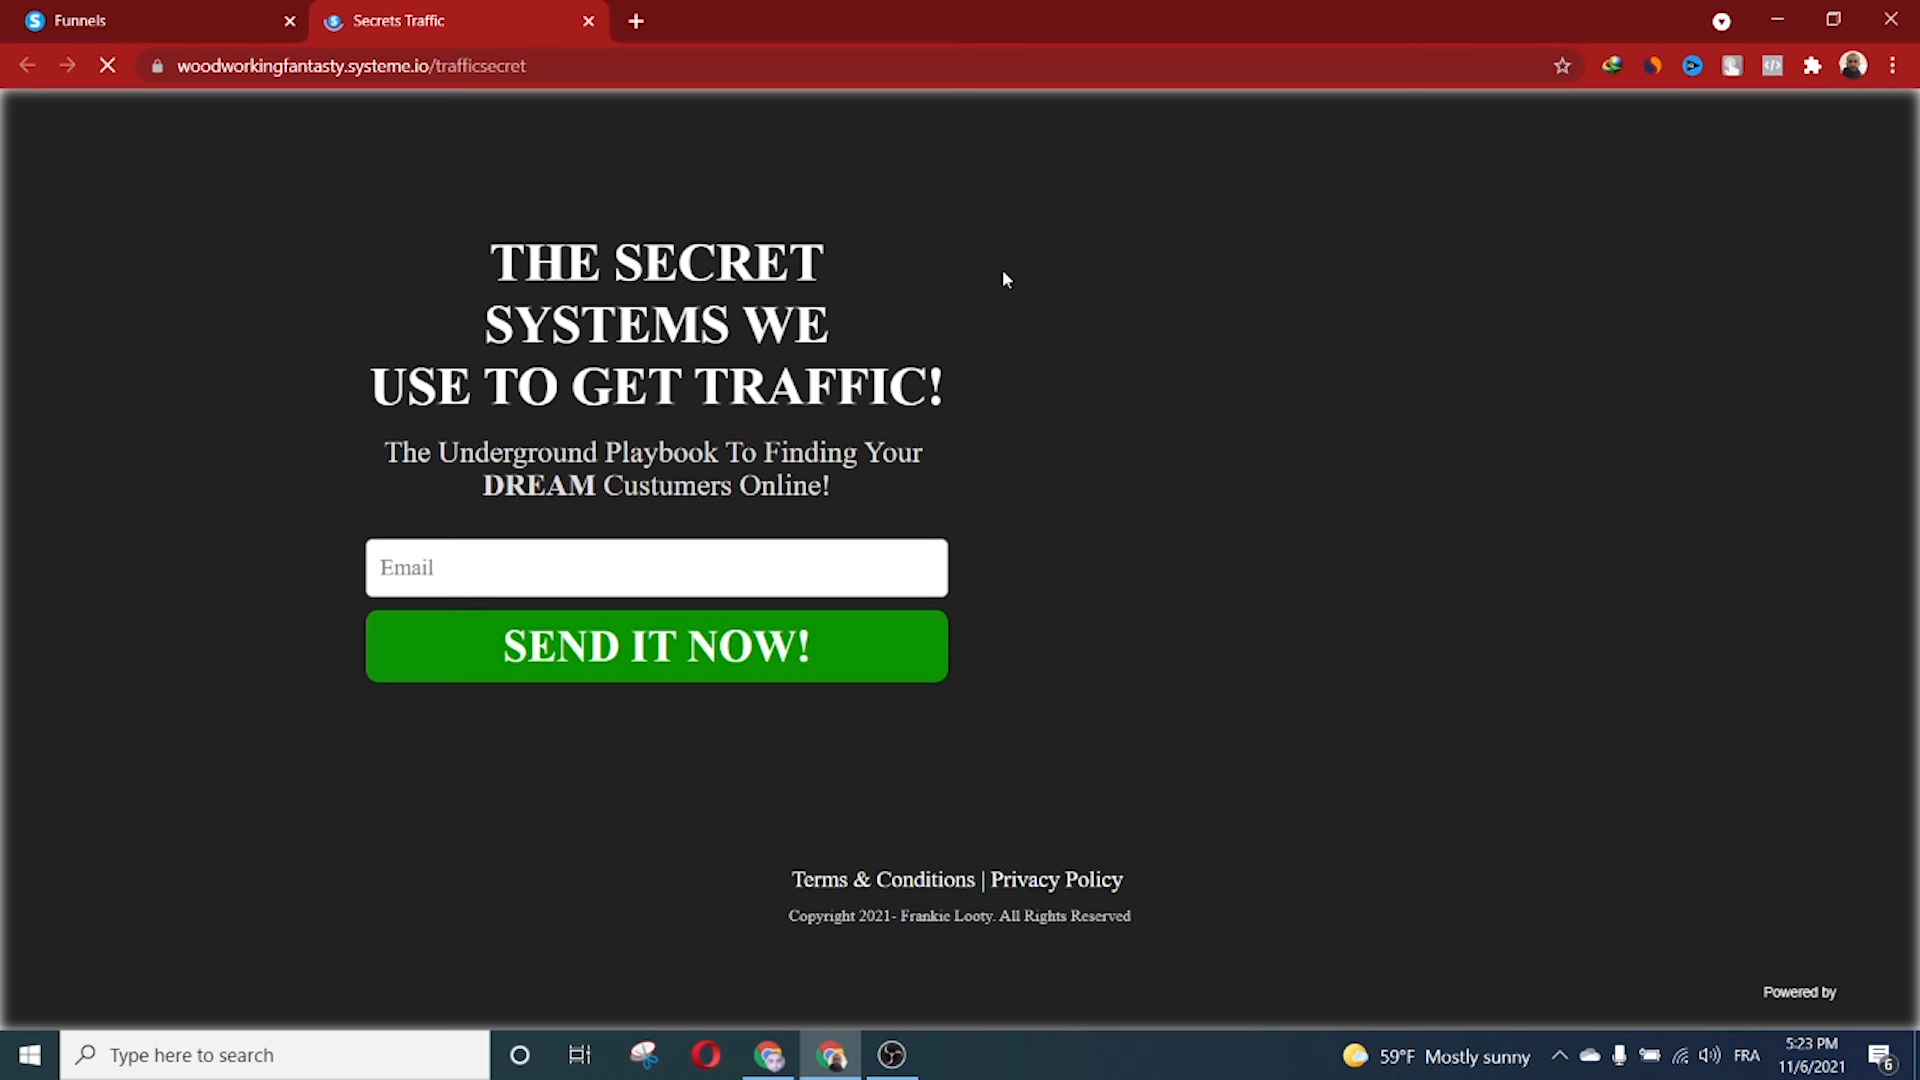 Funnels
Secrets Traffic
woodworkingfantasty.systeme.io/trafficsecret
THE SECRET
SYSTEMS WE
USE TO GET TRAFFIC!
The Underground Playbook To Finding Your
DREAM Custumers Online!
Email
SEND IT NOW!
Terms & Conditions | Privacy Policy
Copyright 2021- Frankie Looty. All Rights Reserved
Powered by
Type here to search
59°F Mostly sunny
FRA
5:23 PM
11/6/2021
6